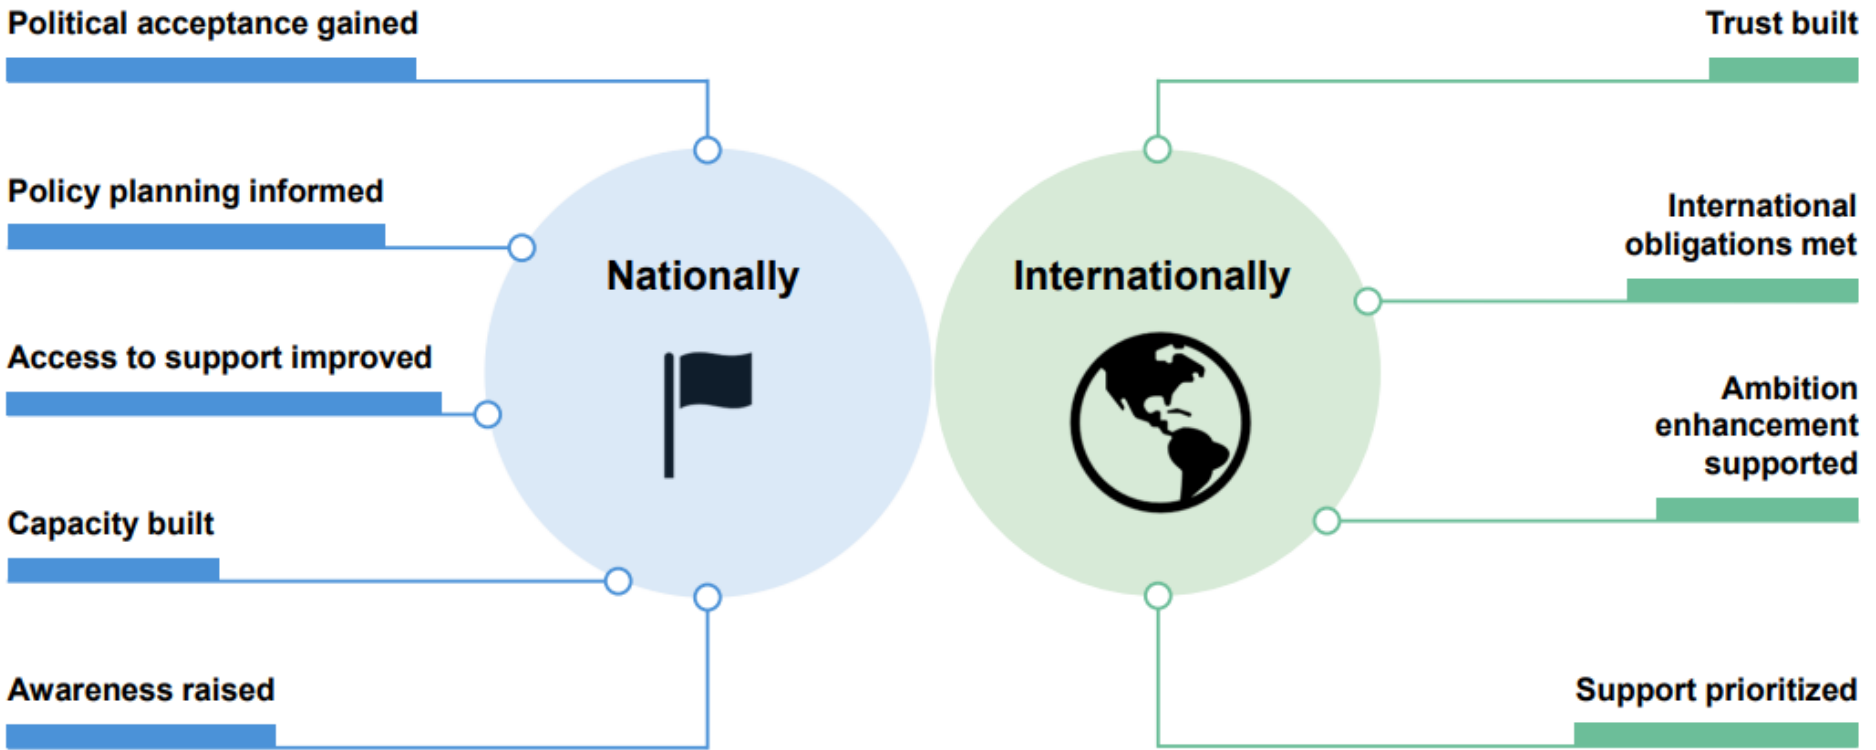 Political acceptance gained
Policy planning informed
Access to support improved
Capacity built
Awareness raised
Nationally
Internationally
Trust built
International
obligations met
Ambition
enhancement
supported
Support prioritized